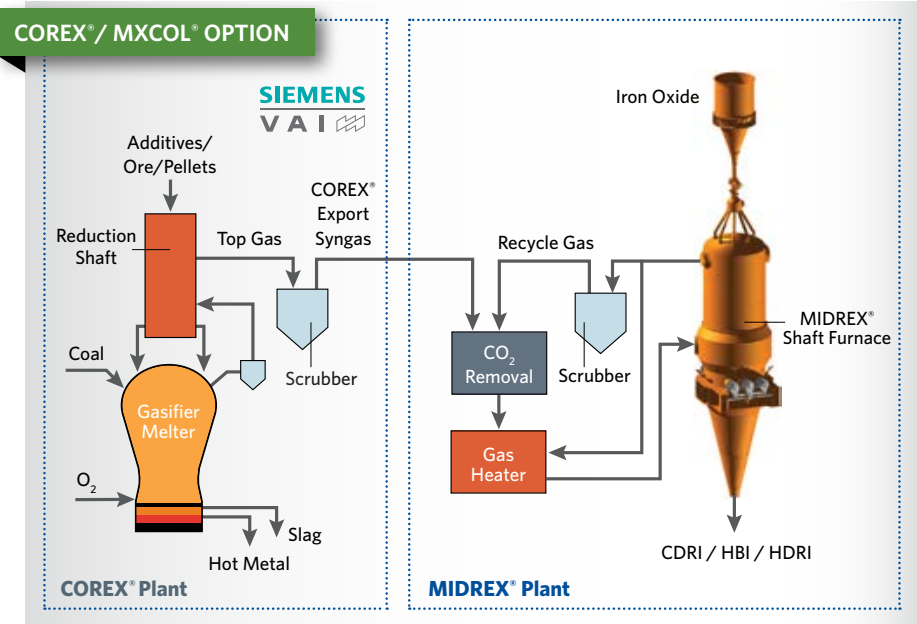 COREX®/ MXCOL® OPTION
SIEMENS
VAI
Additives/
Ore/Pellets
Reduction
Shaft
Top Gas
COREX®
Export
Syngas
Scrubber
Coal
Gasifier
Melter
O2
Slag
Hot Metal
COREX® Plant
Iron Oxide
Recycle Gas
MIDREX®
Shaft Furnace
CO2
Removal
Scrubber
Gas
Heater
CDRI / HBI / HDRI
MIDREX® Plant